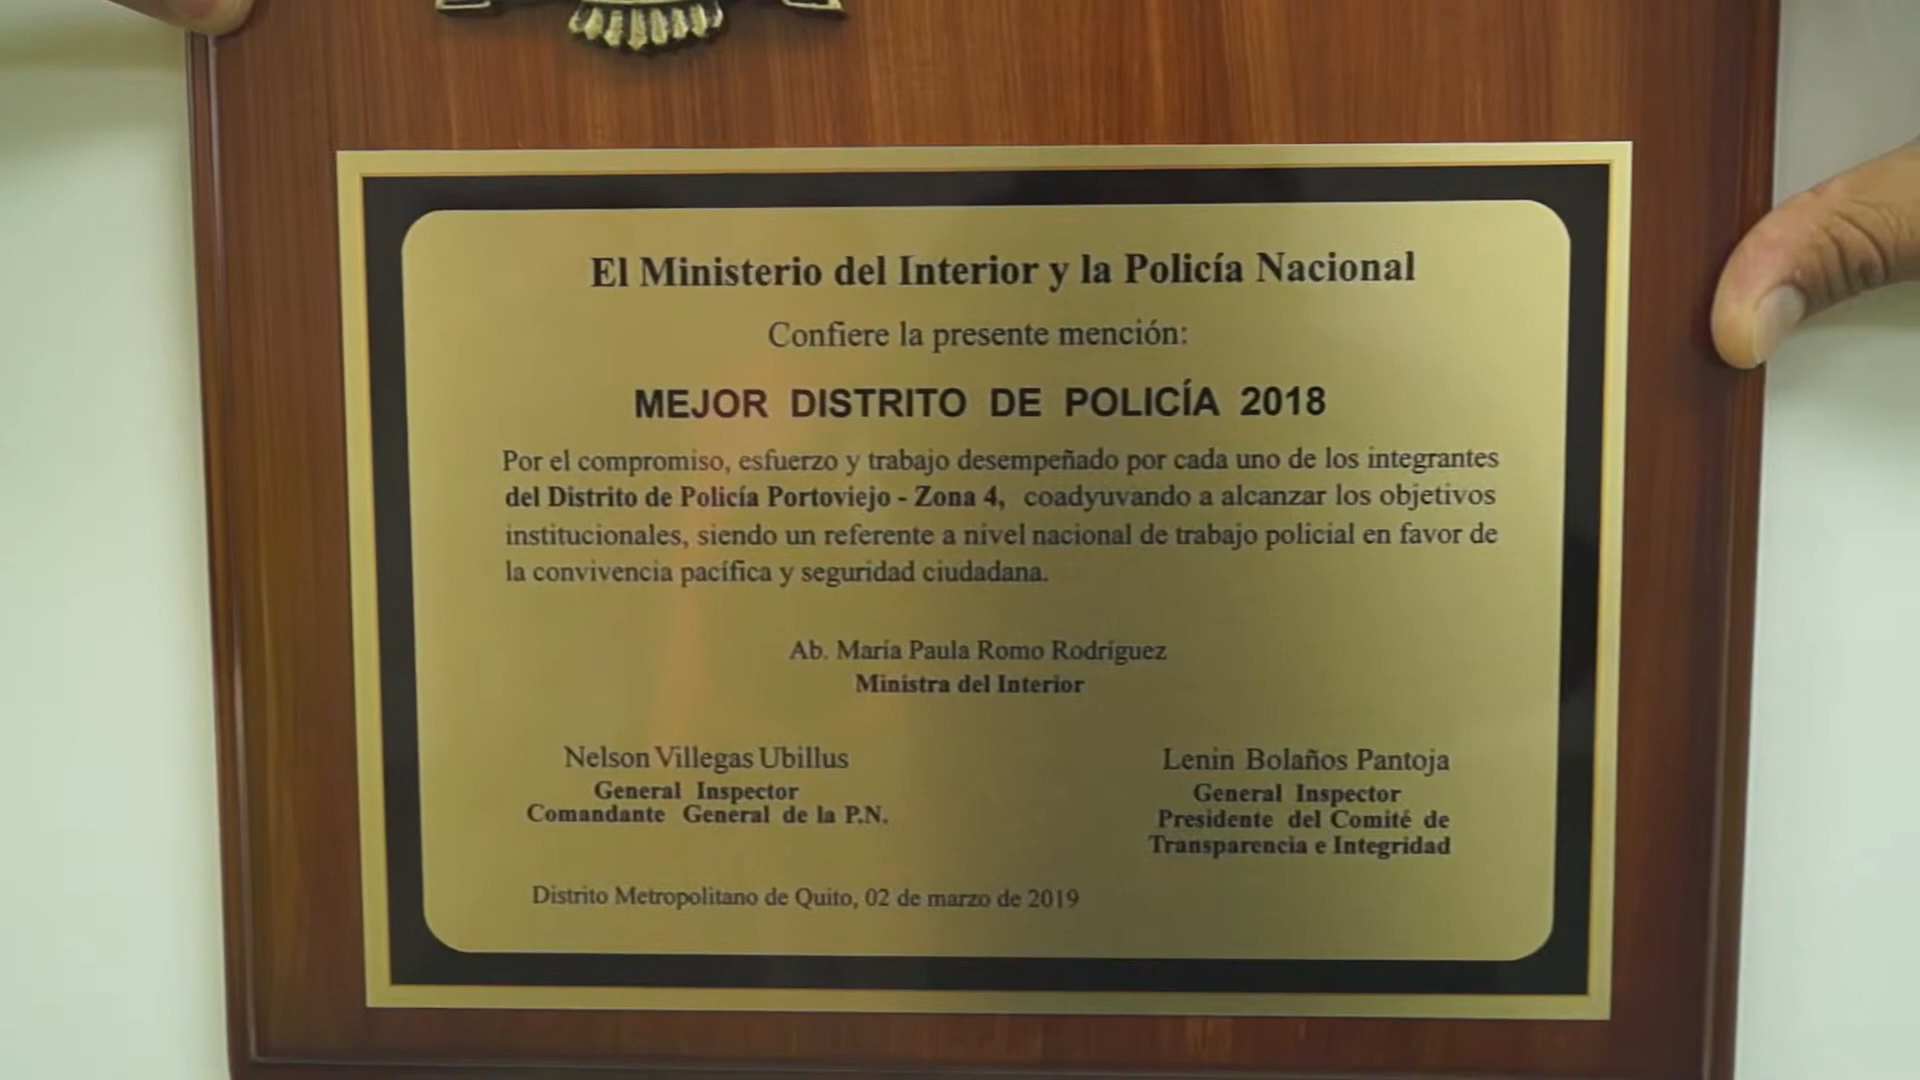 El Ministerio del Interior y la Policía Nacional
Confiere la presente mención:
MEJOR DISTRITO DE POLICÍA 2018
Por el compromiso, esfuerzo y trabajo desempeñado por cada uno de los integrantes
del Distrito de Policía Portoviejo - Zona 4, coadyuvando a alcanzar los objetivos
institucionales, siendo un referente a nivel nacional de trabajo policial en favor de
la convivencia pacífica y seguridad ciudadana.
Ab. María Paula Romo Rodríguez
Ministra del Interior
Nelson Villegas Ubillus
General Inspector
Comandante General de la P.N.
Lenin Bolaños Pantoja
General Inspector
Presidente del Comité de
Transparencia e Integridad
Distrito Metropolitano de Quito, 02 de marzo de 2019